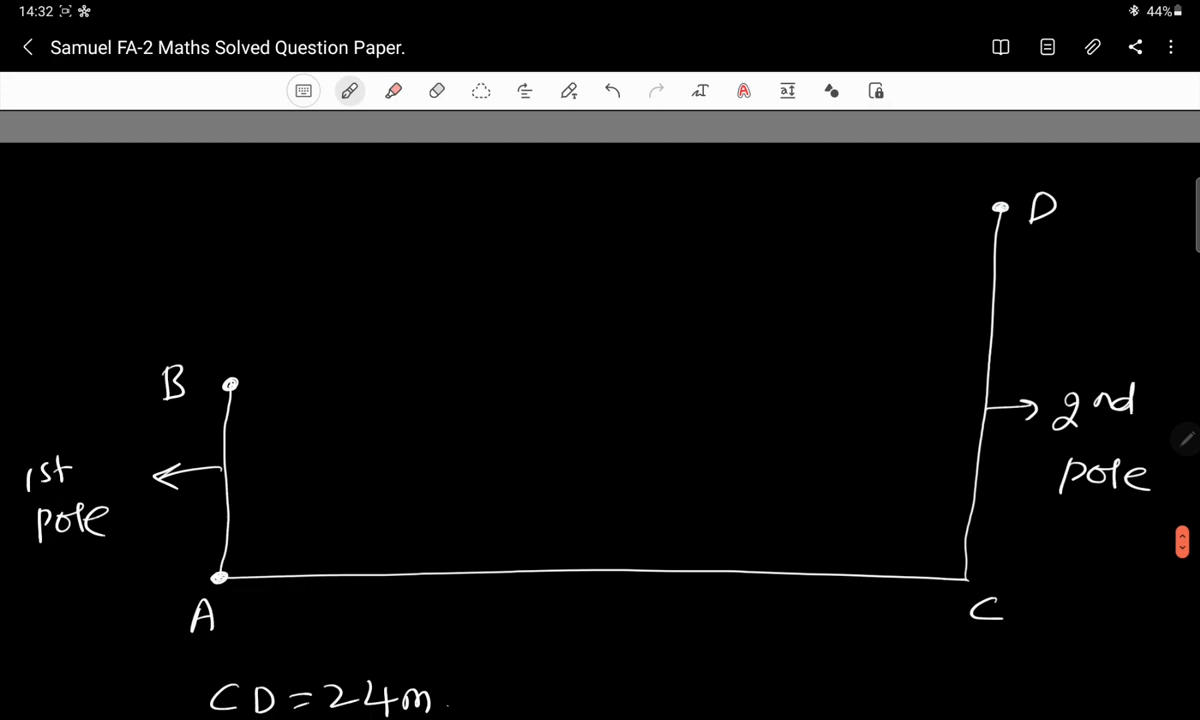 14:32
44%
Samuel FA-2 Maths Solved Question Paper.
D
B
2nd
pole
1st
pole
A
C
CD = 24m.